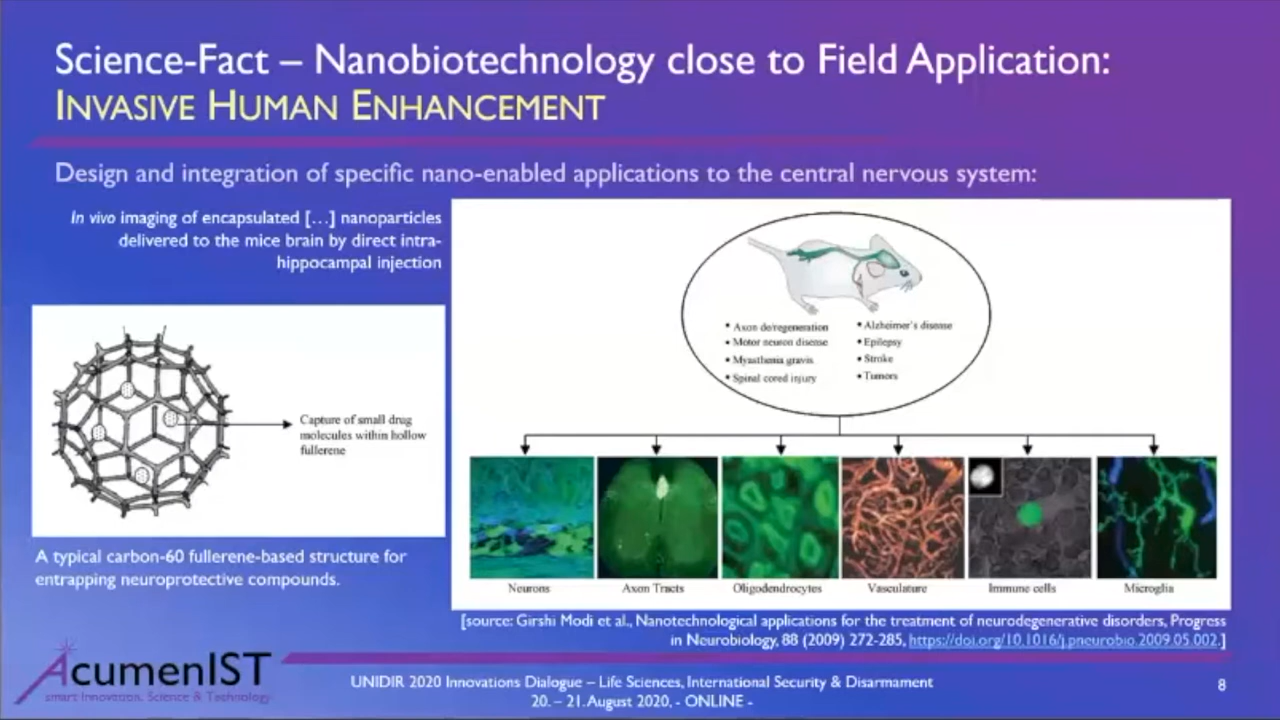 Science-Fact – Nanobiotechnology close to Field Application:
INVASIVE HUMAN ENHANCEMENT
Design and integration of specific nano-enabled applications to the central nervous system:
In vivo imaging of encapsulated […] nanoparticles
delivered to the mice brain by direct intra-
hippocampal injection
Capture of small drug
molecules within hollow
fullerene
A typical carbon-60 fullerene-based structure for
entrapping neuroprotective compounds.
• Axon de/regeneration
• Motor neuron disease
• Myasthenia gravis
• Spinal cored injury
• Alzheimer's disease
• Epilepsy
• Stroke
• Tumors
Neurons
Axon Tracts
Oligodendrocytes
Vasculature
Immune cells
Microglia
[source: Girshi Modi et al., Nanotechnological applications for the treatment of neurodegenerative disorders, Progress
in Neurobiology, 88 (2009) 272-285, https://doi.org/10.1016/j.pneurobio.2009.05.002.]
AcumenIST
smart Innovation, Science & Technology
UNIDIR 2020 Innovations Dialogue – Life Sciences, International Security & Disarmament
20. – 21. August 2020, - ONLINE -
8